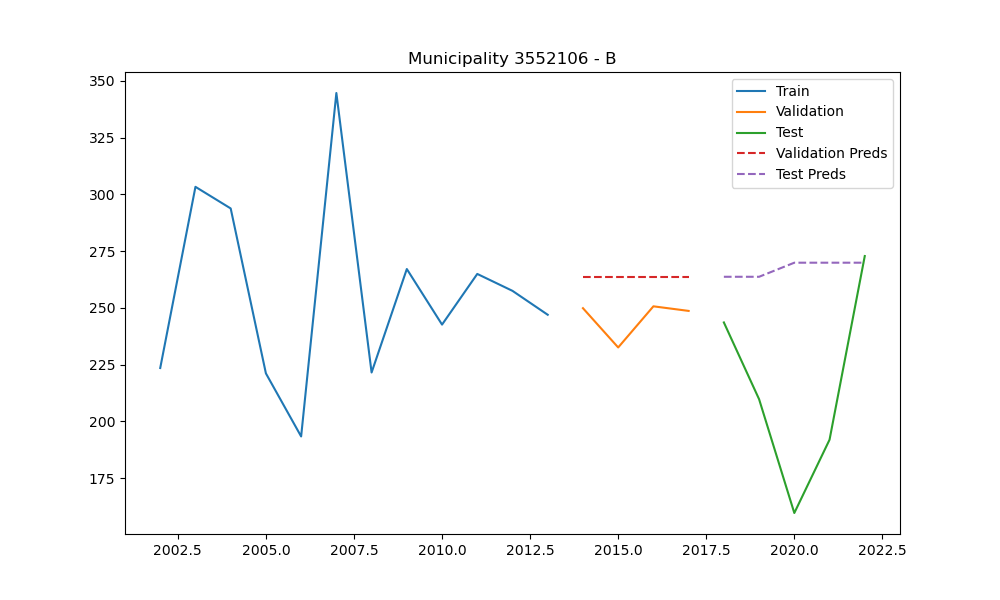 Municipality 3552106 - B
350
325
300
275
250
225
200
175
2002.5 2005.0 2007.5 2010.0 2012.5 2015.0 2017.5 2020.0 2022.5
Train
Validation
Test
Validation Preds
Test Preds